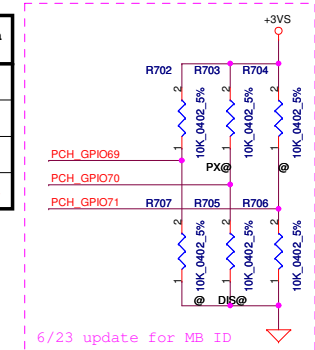 a
+3VS
R702 R703 R704
2 2 2
10K_0402_5% 10K_0402_5% 10K_0402_5%
1 1 1
PCH_GPIO69
PX@ @
PCH_GPIO70
PCH_GPIO71 R707 R705 R706
2 2 2
10K_0402_5% 10K_0402_5% 10K_0402_5%
1 1 1
@ DIS@
6/23 update for MB ID